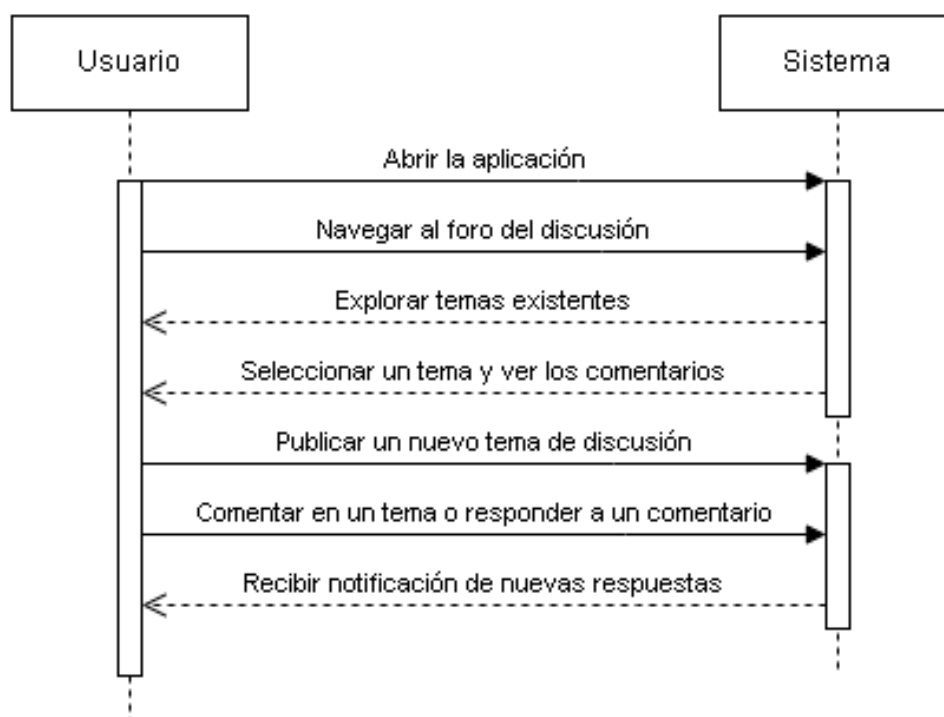 Usuario
Sistema
Abrir la aplicación
Navegar al foro del discusión
Explorar temas existentes
Seleccionar un tema y ver los comentarios
Publicar un nuevo tema de discusión
Comentar en un tema o responder a un comentario
Recibir notificación de nuevas respuestas